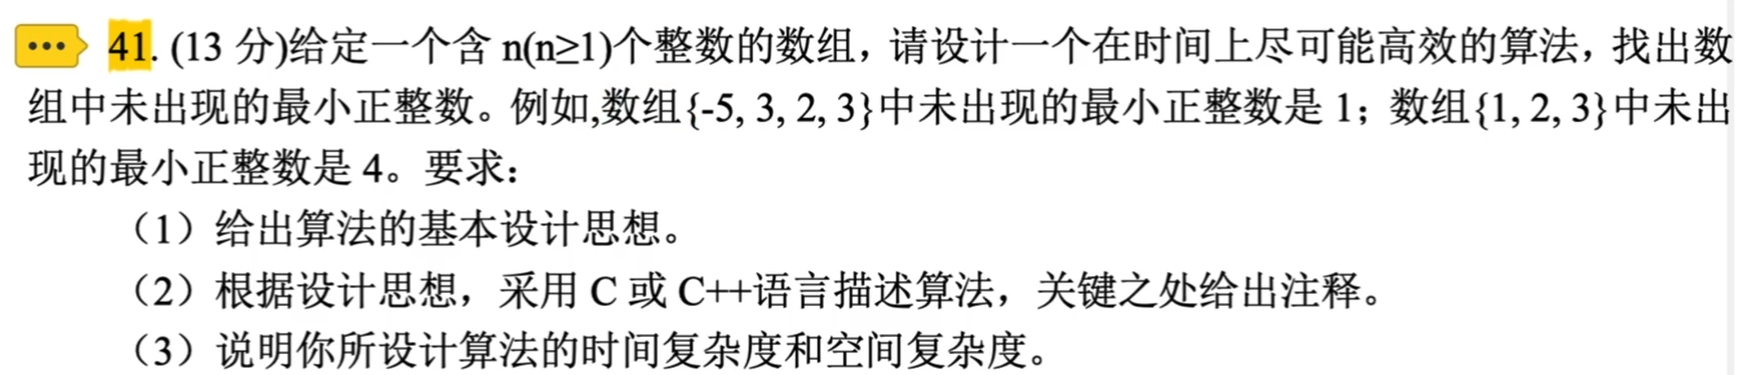 41. (13 分)给定一个含 n(n≥1)个整数的数组，请设计一个在时间上尽可能高效的算法，找出数
组中未出现的最小正整数。例如,数组{-5, 3, 2, 3}中未出现的最小正整数是 1；数组{1, 2, 3}中未出
现的最小正整数是 4。要求：
（1）给出算法的基本设计思想。
（2）根据设计思想，采用 C 或 C++语言描述算法，关键之处给出注释。
（3）说明你所设计算法的时间复杂度和空间复杂度。